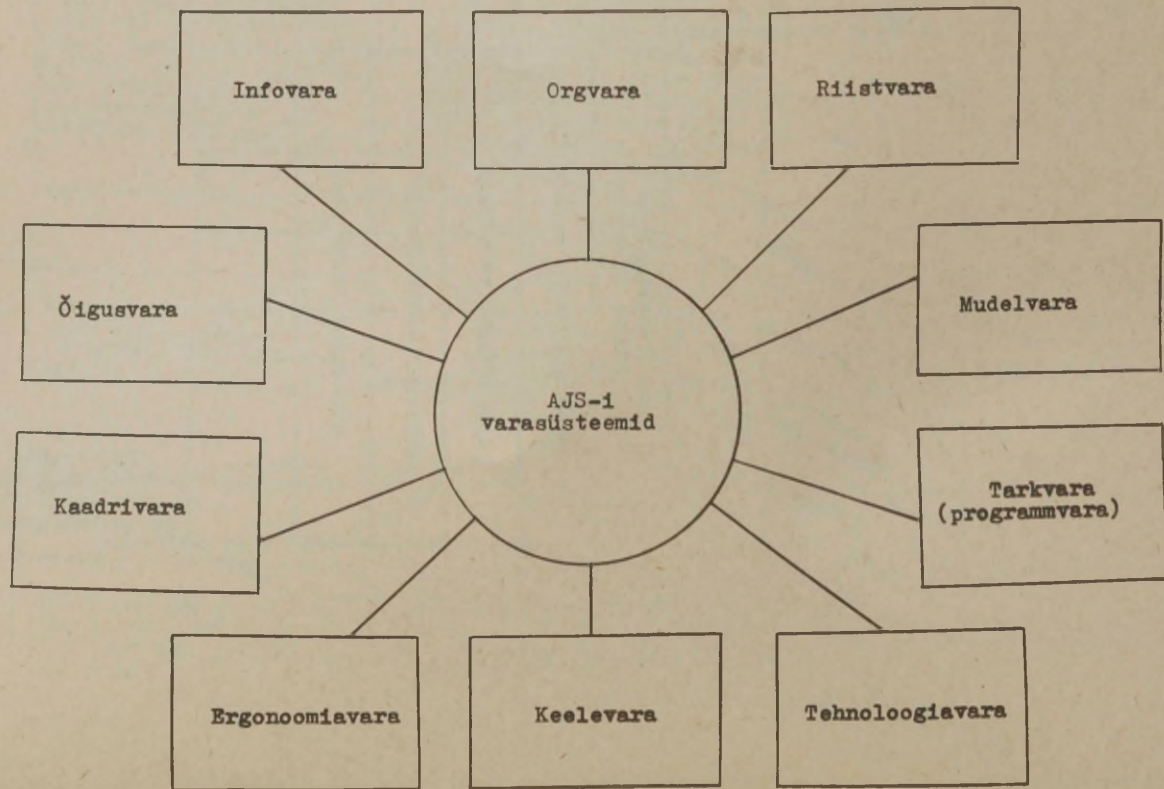 Infovara
Orgvara
Riistvara
Õigusvara
Mudelvara
AJS-i
varasüsteemid
Kaadrivara
Tarkvara
(programmvara)
Ergonoomiavara
Keelevara
Tehnoloogiavara